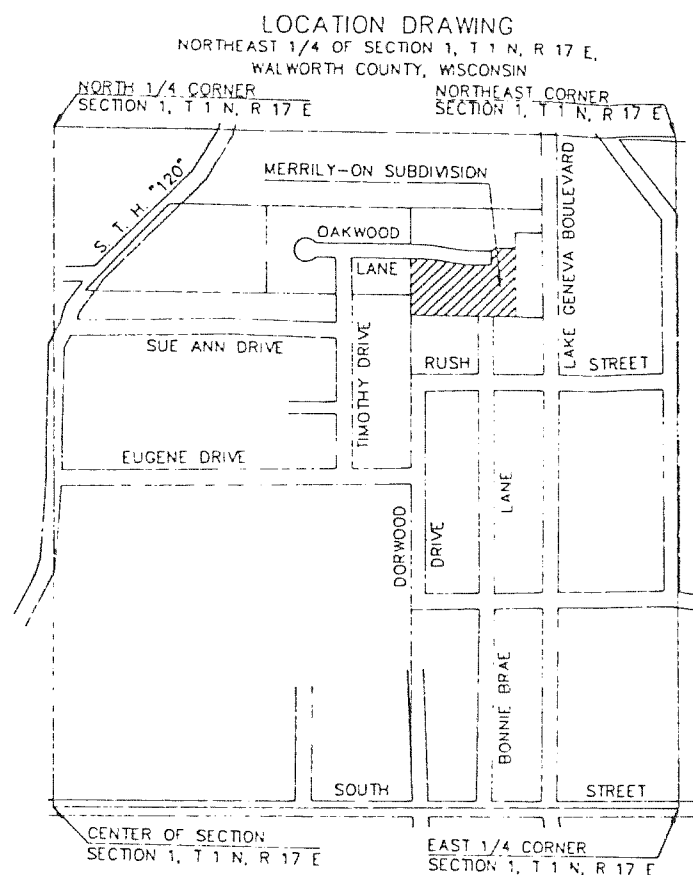 LOCATION DRAWING
NORTHEAST 1/4 OF SECTION 1, T 1 N, R 17 E,
WALWORTH COUNTY, WISCONSIN
NORTH 1/4 CORNER
SECTION 1, T 1 N, R 17 E
NORTHEAST CORNER
SECTION 1, T 1 N, R 17 E
S. T. H. "120"
MERRILY-ON SUBDIVISION
LAKE GENEVA BOULEVARD
OAKWOOD
LANE
SUE ANN DRIVE
TIMOTHY DRIVE
RUSH
STREET
EUGENE DRIVE
DORWOOD
DRIVE
LANE
BONNIE BRAE
SOUTH
STREET
CENTER OF SECTION
SECTION 1, T 1 N, R 17 E
EAST 1/4 CORNER
SECTION 1, T 1 N, R 17 E